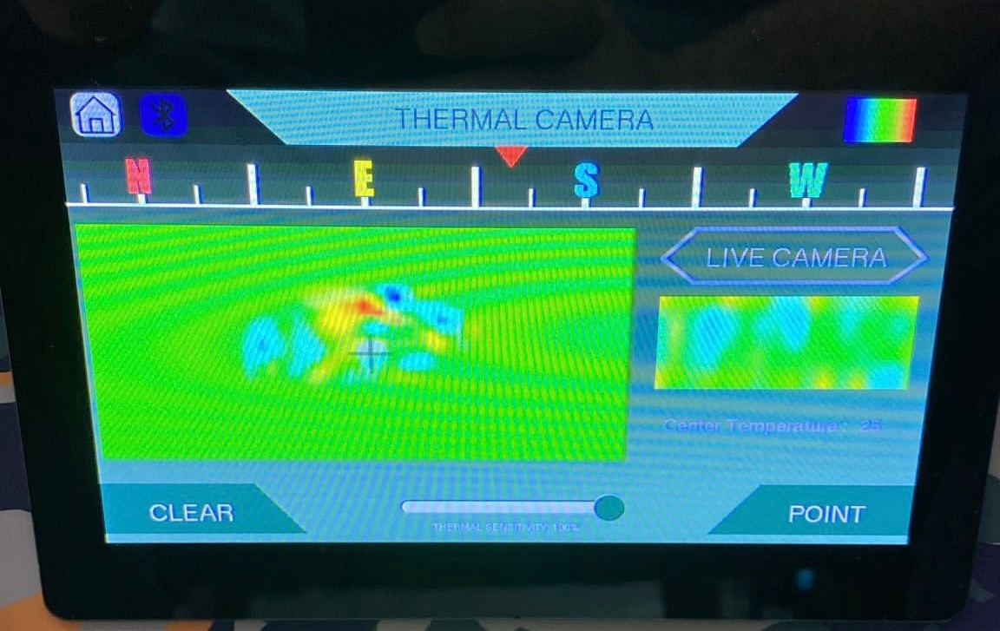 THERMAL CAMERA
N E S W
LIVE CAMERA
Center Temperature : 25
CLEAR
THERMAL SENSITIVITY: 100%
POINT